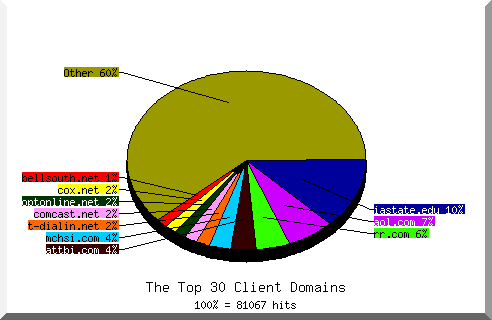 Other 60%
bellsouth.net 1%
cox.net 2%
optonline.net 2%
comcast.net 2%
t-dialin.net 2%
mchsi.com 4%
attbi.com 4%
iastate.edu 10%
aol.com 7%
rr.com 6%
The Top 30 Client Domains
100% = 81067 hits